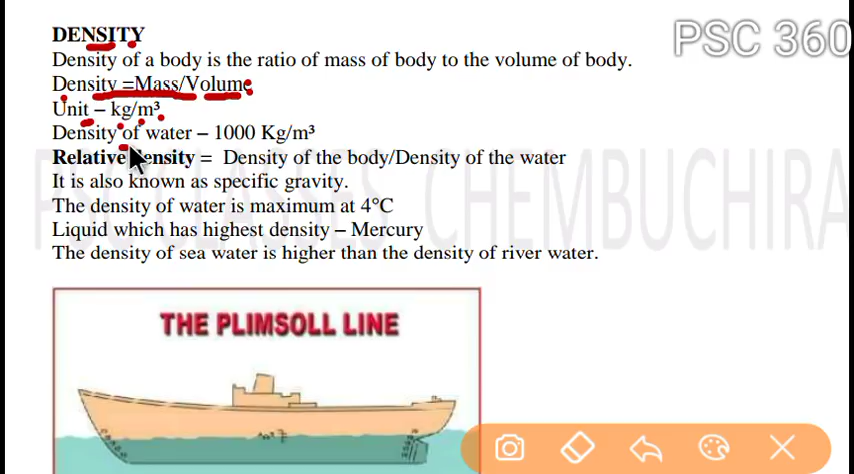 DENSITY
PSC 360
Density of a body is the ratio of mass of body to the volume of body.
Density =Mass/Volume
Unit – kg/m³
Density of water – 1000 Kg/m³
Relative Density = Density of the body/Density of the water
It is also known as specific gravity.
The density of water is maximum at 4°C
Liquid which has highest density – Mercury
The density of sea water is higher than the density of river water.
PSC CLASSES CHEMBUCHIRA
THE PLIMSOLL LINE